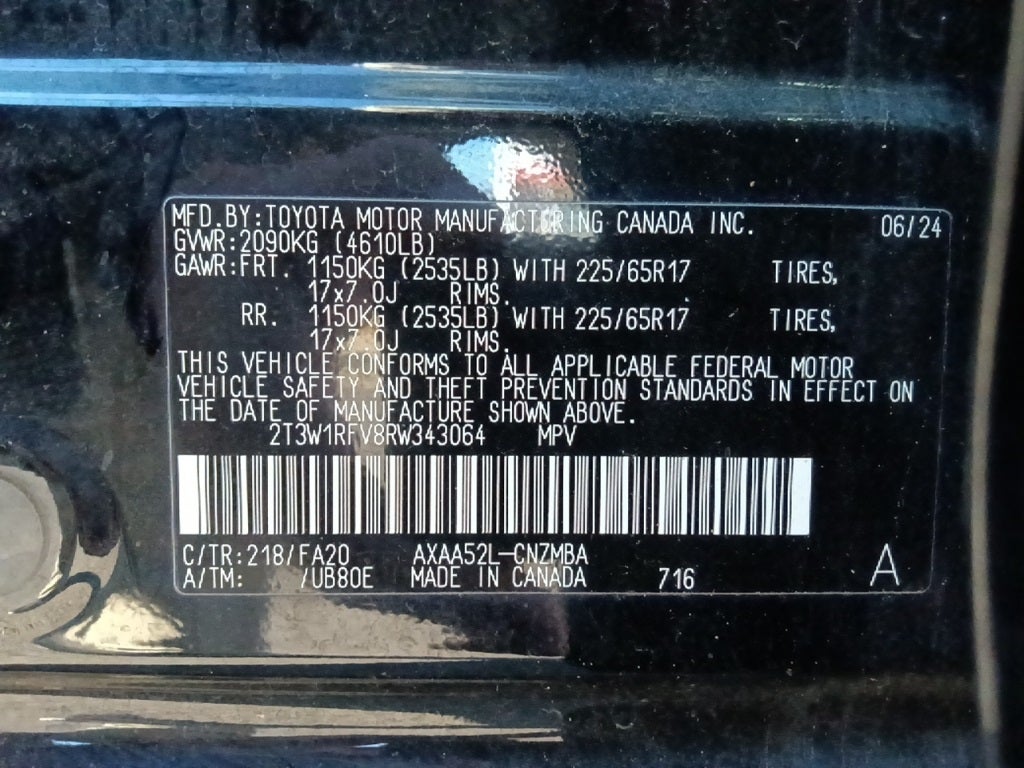 MFD.BY:TOYOTA MOTOR MANUFACTURING CANADA INC. 06/24
GVWR:2090KG (4610LB)
GAWR:FRT. 1150KG (2535LB) WITH 225/65R17 TIRES,
17x7.0J RIMS.
RR. 1150KG (2535LB) WITH 225/65R17 TIRES,
17x7.0J RIMS.
THIS VEHICLE CONFORMS TO ALL APPLICABLE FEDERAL MOTOR
VEHICLE SAFETY AND THEFT PREVENTION STANDARDS IN EFFECT ON
THE DATE OF MANUFACTURE SHOWN ABOVE.
2T3W1RFV8RW343064 MPV
C/TR:218/FA20 AXAA52L-CNZMBA
A/TM: /UB80E MADE IN CANADA 716 A